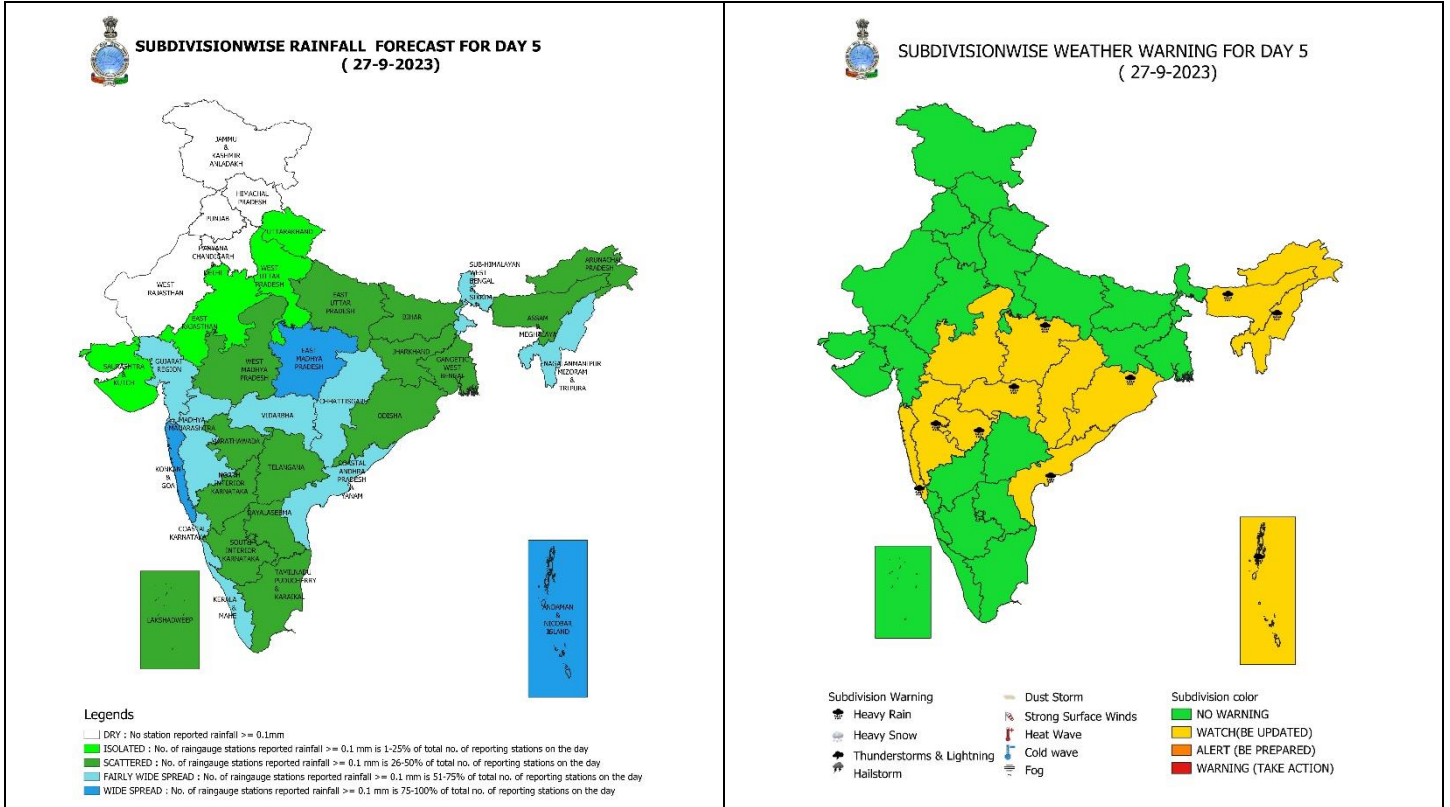 SUBDIVISIONWISE RAINFALL FORECAST FOR DAY 5
( 27-9-2023)
JAMMU
&
KASHMIR
ANLADAKH
HIMACHAL
PRADESH
PUNJAB
UTTARAKHAND
HARYANA
CHANDIGARH
&
DELHI
WEST
UTTAR
PRADESH
WEST
RAJASTHAN
EAST
RAJASTHAN
EAST
UTTAR
PRADESH
BIHAR
SUB-HIMALAYAN
WEST
BENGAL
&
SIKKIM
ARUNACHAL
PRADESH
ASSAM
&
MEGHALAYA
NAGALANMANIPUR
MIZORAM
&
TRIPURA
JHARKHAND
GANGETIC
WEST
BENGAL
SAURASHTRA
&
KUTCH
GUJARAT
REGION
WEST
MADHYA
PRADESH
EAST
MADHYA
PRADESH
CHHATTISGARH
ODISHA
VIDARBHA
MADHYA
MAHARASHTRA
MARATHAWADA
KONKAN
&
GOA
TELANGANA
COASTAL
ANDHRA
PRADESH
&
YANAM
NORTH
INTERIOR
KARNATAKA
RAYALASEEMA
COASTAL
KARNATAKA
SOUTH
INTERIOR
KARNATAKA
TAMILNADU
PUDUCHERRY
&
KARAIKAL
KERALA
&
MAHE
LAKSHADWEEP
ANDAMAN
&
NICOBAR
ISLAND
Legends
DRY : No station reported rainfall >= 0.1mm
ISOLATED : No. of raingauge stations reported rainfall >= 0.1 mm is 1-25% of total no. of reporting stations on the day
SCATTERED : No. of raingauge stations reported rainfall >= 0.1 mm is 26-50% of total no. of reporting stations on the day
FAIRLY WIDE SPREAD : No. of raingauge stations reported rainfall >= 0.1 mm is 51-75% of total no. of reporting stations on the day
WIDE SPREAD : No. of raingauge stations reported rainfall >= 0.1 mm is 75-100% of total no. of reporting stations on the day
SUBDIVISIONWISE WEATHER WARNING FOR DAY 5
( 27-9-2023)
Subdivision Warning
Heavy Rain
Heavy Snow
Thunderstorms & Lightning
Hailstorm
Dust Storm
Strong Surface Winds
Heat Wave
Cold wave
Fog
Subdivision color
NO WARNING
WATCH(BE UPDATED)
ALERT (BE PREPARED)
WARNING (TAKE ACTION)